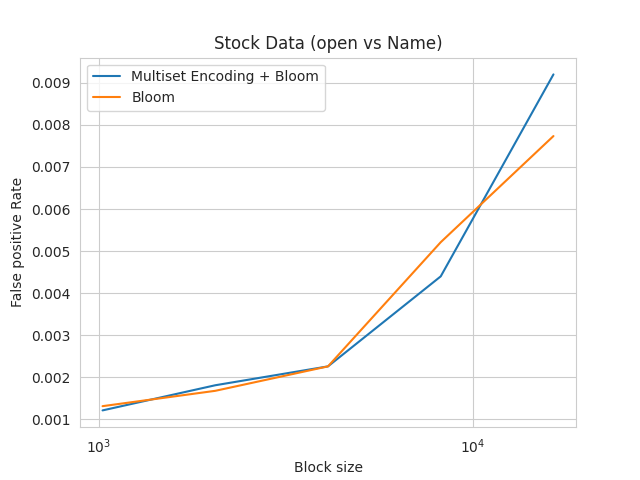 Stock Data (open vs Name)
Multiset Encoding + Bloom
Bloom
0.009
0.008
0.007
0.006
0.005
0.004
0.003
0.002
0.001
False positive Rate
10³
10⁴
Block size